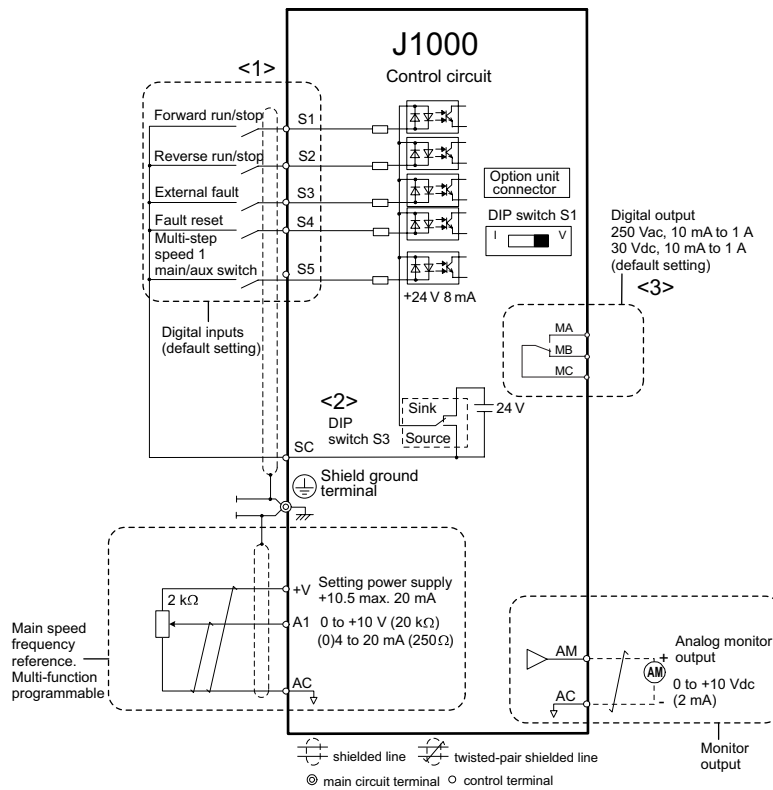 J1000
Control circuit
<1>
Forward run/stop
S1
Reverse run/stop
S2
External fault
S3
Fault reset
S4
Multi-step
speed 1
main/aux switch
S5
Digital inputs
(default setting)
+24 V 8 mA
Option unit
connector
DIP switch S1
I
V
Digital output
250 Vac, 10 mA to 1 A
30 Vdc, 10 mA to 1 A
(default setting)
<3>
MA
MB
MC
<2>
DIP
switch S3
Sink
Source
24 V
SC
Shield ground
terminal
Main speed
frequency
reference.
Multi-function
programmable
2 kΩ
+V
Setting power supply
+10.5 max. 20 mA
A1
0 to +10 V (20 kΩ)
(0)4 to 20 mA (250Ω)
AC
AM
+
AM
-
AC
Analog monitor
output
0 to +10 Vdc
(2 mA)
Monitor
output
shielded line
twisted-pair shielded line
main circuit terminal
control terminal